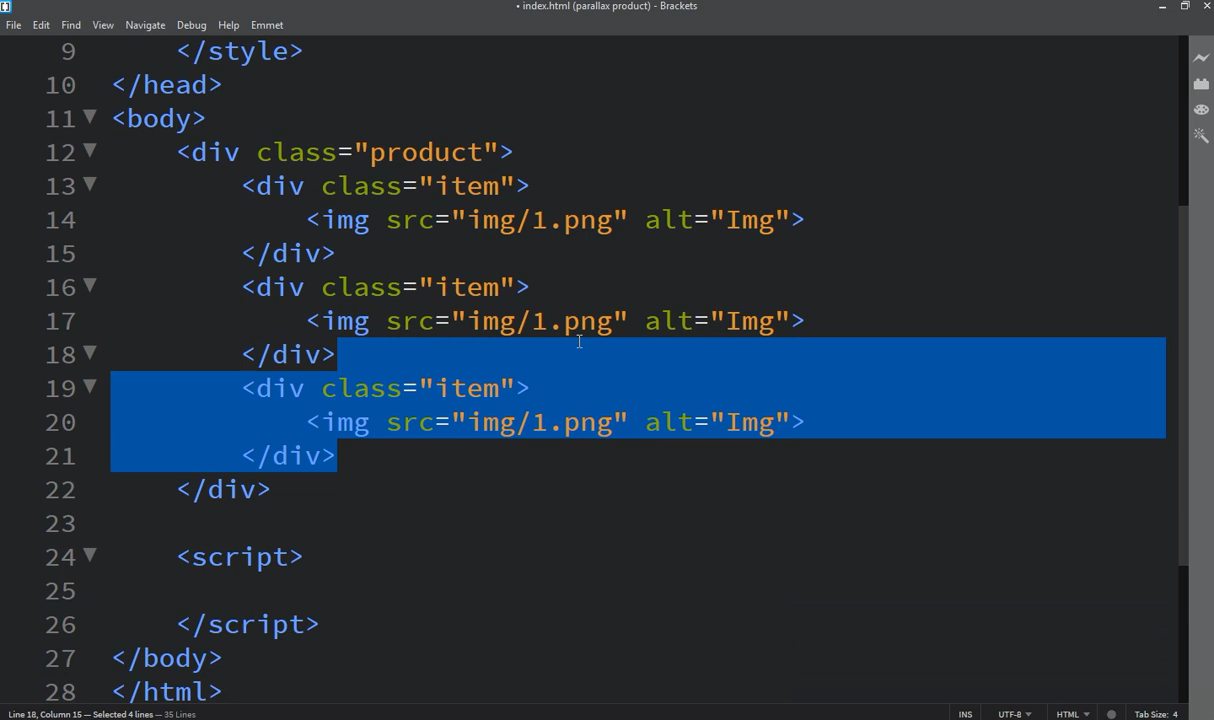 • index.html (parallax product) - Brackets
File Edit Find View Navigate Debug Help Emmet
9 </style>
10 </head>
11 <body>
12 <div class="product">
13 <div class="item">
14 <img src="img/1.png" alt="Img">
15 </div>
16 <div class="item">
17 <img src="img/1.png" alt="Img">
18 </div>
19 <div class="item">
20 <img src="img/1.png" alt="Img">
21 </div>
22 </div>
23
24 <script>
25
26 </script>
27 </body>
28 </html>
Line 18, Column 15 — Selected 4 lines — 35 Lines INS UTF-8 HTML Tab Size: 4